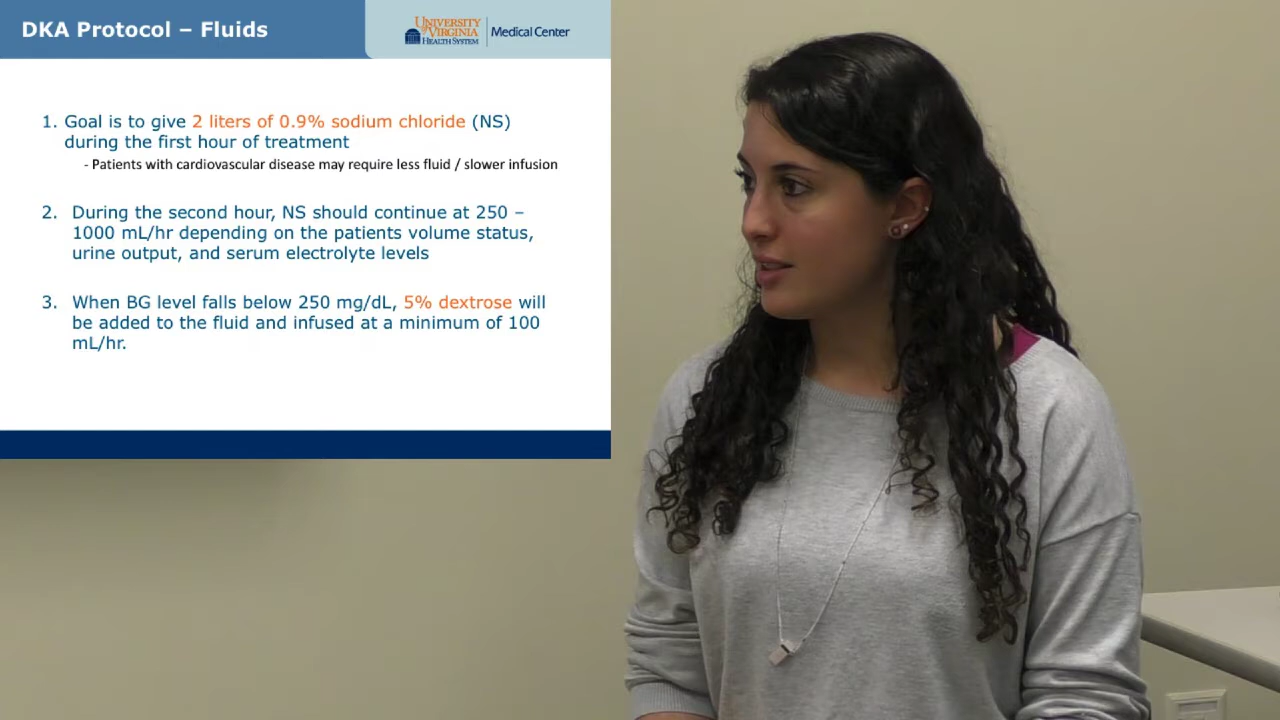 DKA Protocol – Fluids
UNIVERSITY
of VIRGINIA
HEALTH SYSTEM
Medical Center
1. Goal is to give 2 liters of 0.9% sodium chloride (NS)
during the first hour of treatment
- Patients with cardiovascular disease may require less fluid / slower infusion
2. During the second hour, NS should continue at 250 –
1000 mL/hr depending on the patients volume status,
urine output, and serum electrolyte levels
3. When BG level falls below 250 mg/dL, 5% dextrose will
be added to the fluid and infused at a minimum of 100
mL/hr.